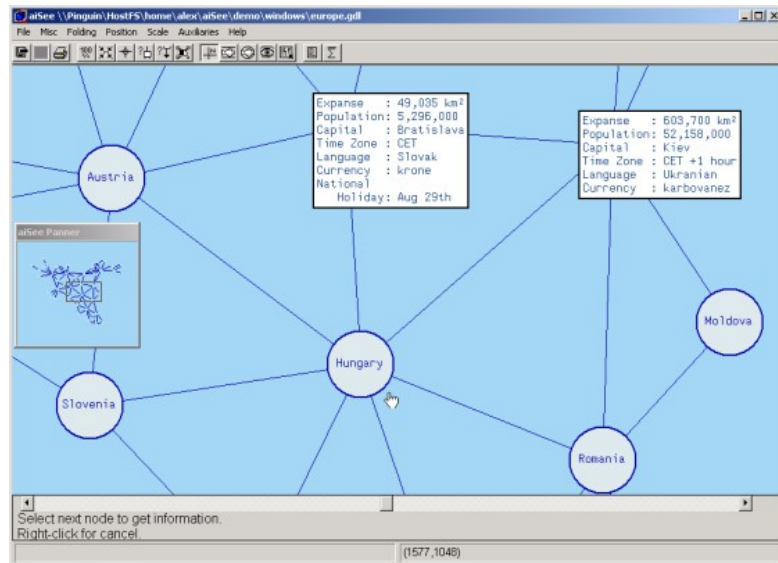 aiSee \\Pinguin\HostFS\home\alex\aiSee\demo\windows\europe.gdl
File Misc Folding Position Scale Auxiliaries Help
Expanse : 49,035 km²
Population: 5,296,000
Capital : Bratislava
Time Zone : CET
Language : Slovak
Currency : krone
National
Holiday: Aug 29th
Expanse : 603,700 km²
Population: 52,158,000
Capital : Kiev
Time Zone : CET +1 hour
Language : Ukranian
Currency : karbovanez
Austria
aiSee Panner
Moldova
Hungary
Slovenia
Romania
Select next node to get information.
Right-click for cancel.
(1577,1048)